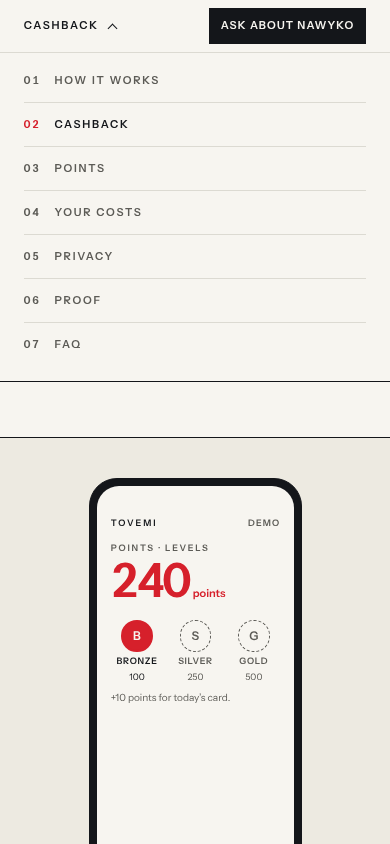 CASHBACK
ASK ABOUT NAWYKO
01 HOW IT WORKS
02 CASHBACK
03 POINTS
04 YOUR COSTS
05 PRIVACY
06 PROOF
07 FAQ
TOVEMI DEMO
POINTS · LEVELS
240 points
B S G
BRONZE SILVER GOLD
100 250 500
+10 points for today's card.